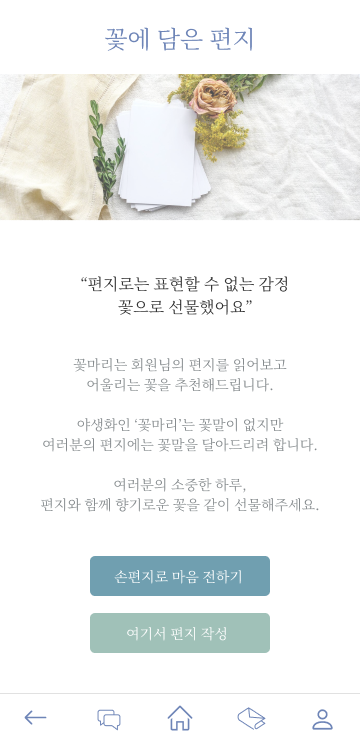 꽃에 담은 편지
“편지로는 표현할 수 없는 감정
꽃으로 선물했어요”
꽃마리는 회원님의 편지를 읽어보고
어울리는 꽃을 추천해드립니다.
야생화인 ‘꽃마리’는 꽃말이 없지만
여러분의 편지에는 꽃말을 달아드리려 합니다.
여러분의 소중한 하루,
편지와 함께 향기로운 꽃을 같이 선물해주세요.
손편지로 마음 전하기
여기서 편지 작성